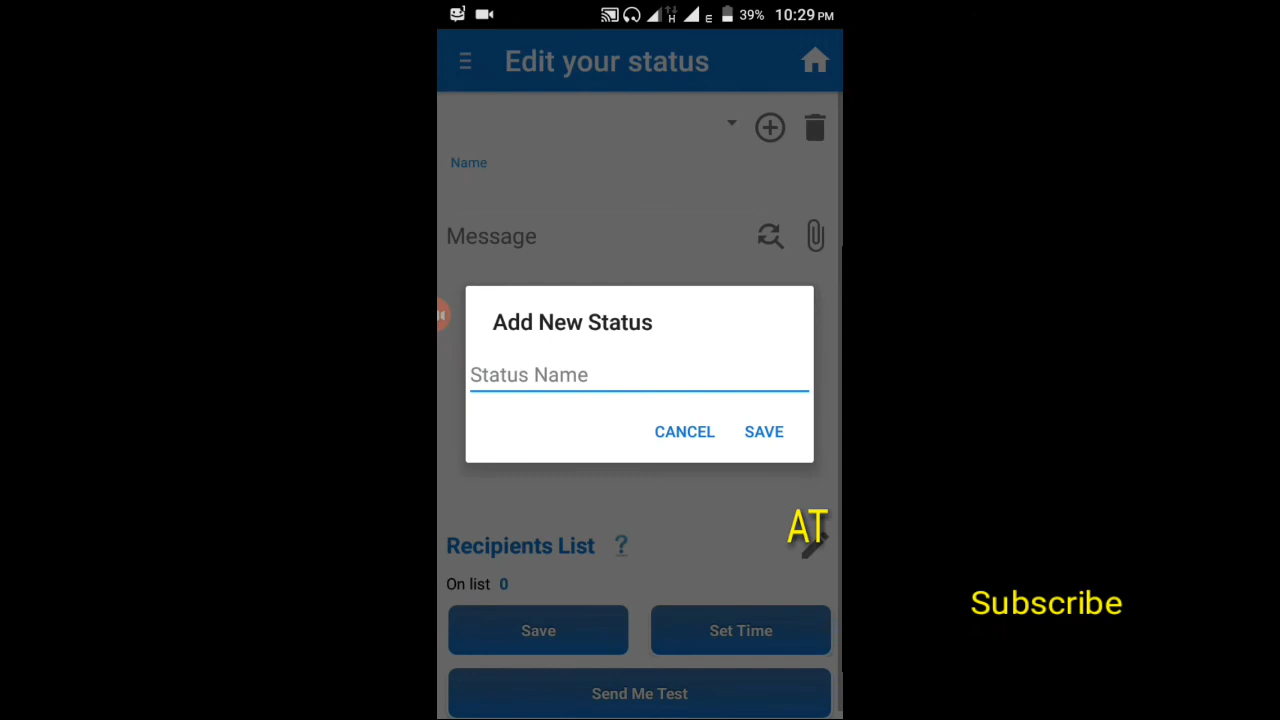 H E 39% 10:29 PM
Edit your status
Name
Message
Add New Status
Status Name
CANCEL SAVE
AT
Recipients List ?
On list 0
Subscribe
Save Set Time
Send Me Test